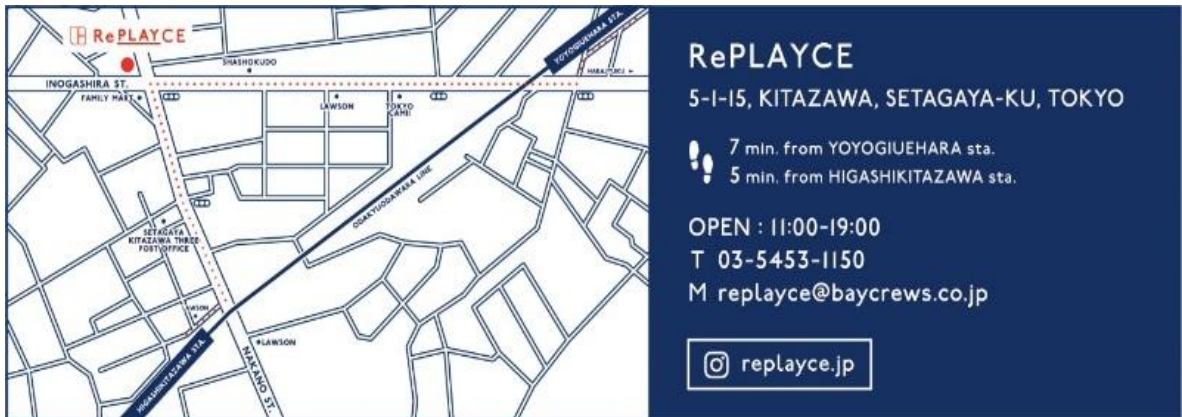 RePLAYCE
YOYOGIUEHARA STA.
SHASHOKUDO
INOGASHIRA ST.
FAMILY MART
LAWSON
TOKYO
CAMII
ODAKYUODAWARA LINE
SETAGAYA
KITAZAWA THREE
POST OFFICE
LAWSON
LAWSON
HIGASHIKITAZAWA STA.
NAKANO ST.
RePLAYCE
5-1-15, KITAZAWA, SETAGAYA-KU, TOKYO
7 min. from YOYOGIUEHARA sta.
5 min. from HIGASHIKITAZAWA sta.
OPEN : 11:00-19:00
T 03-5453-1150
M replayce@baycrews.co.jp
replayce.jp